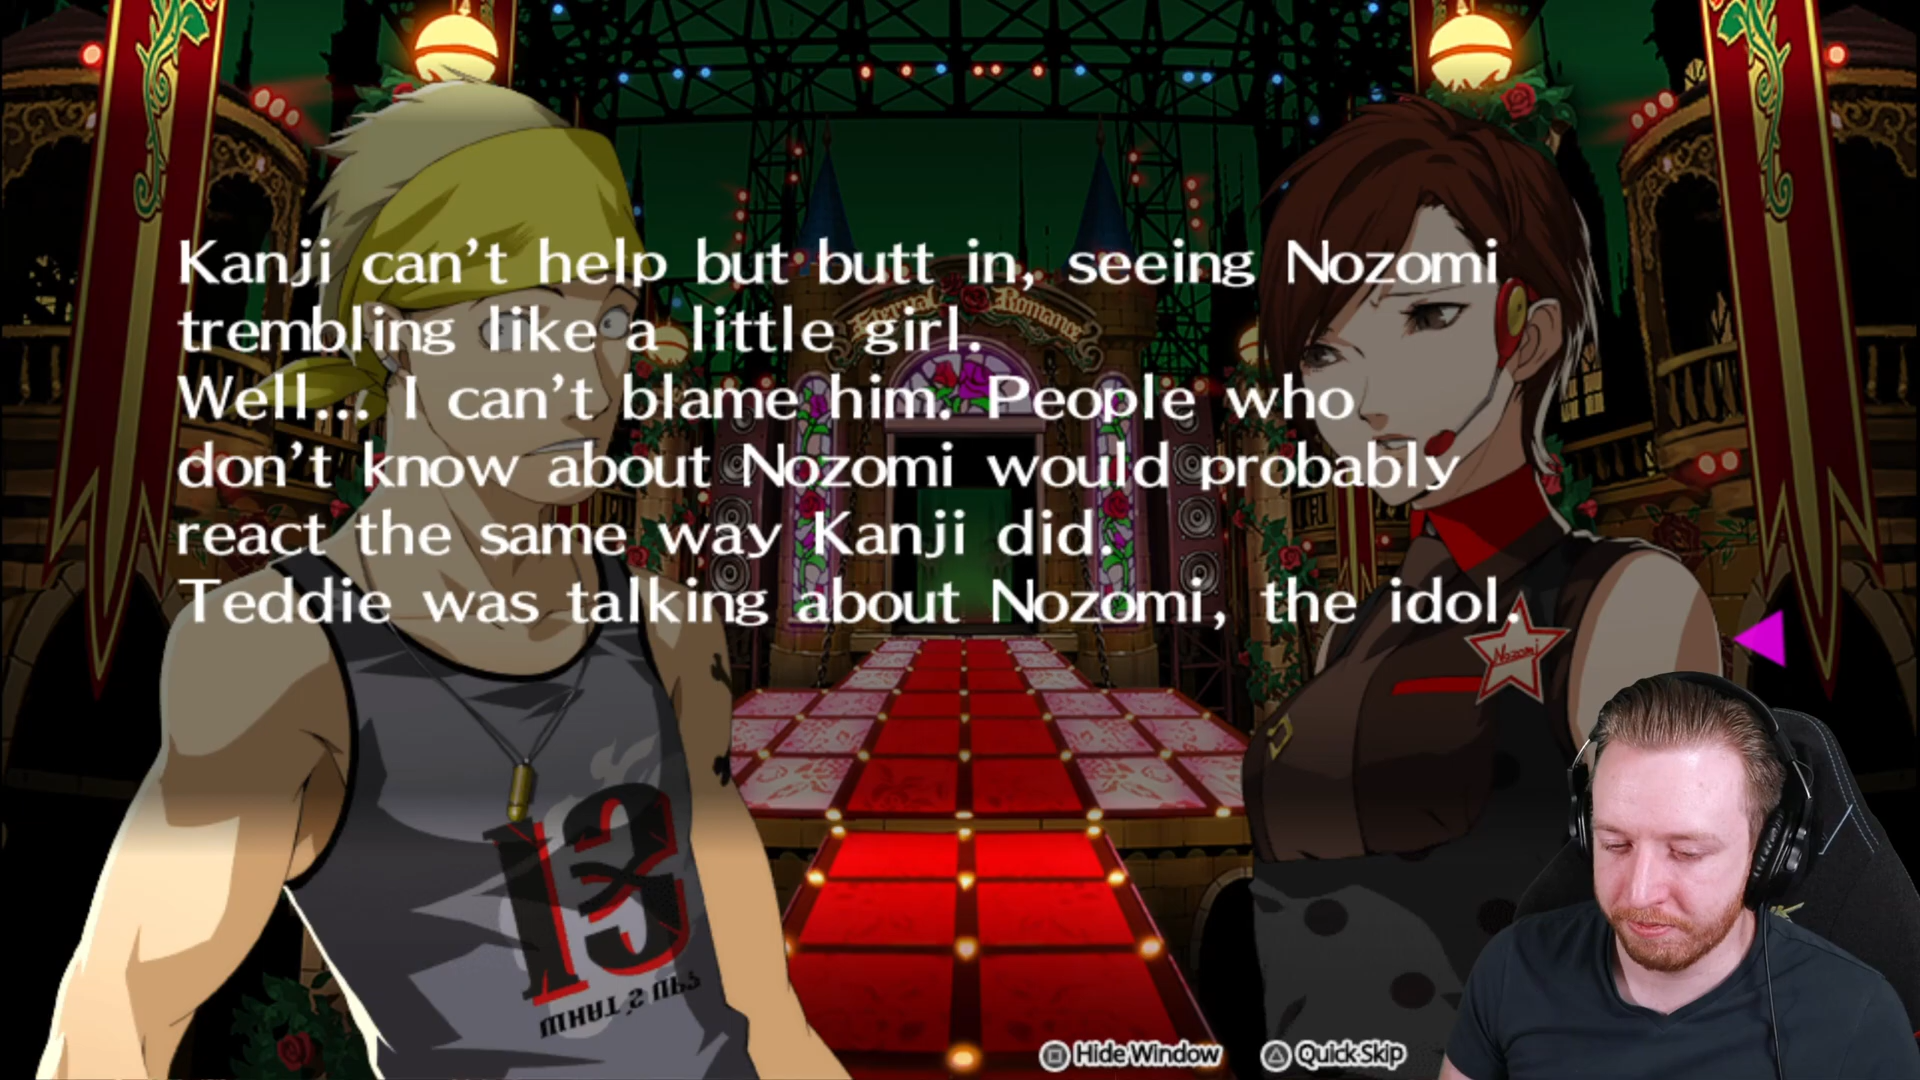 Kanji can't help but butt in, seeing Nozomi
trembling like a little girl.
Well... I can't blame him. People who
don't know about Nozomi would probably
react the same way Kanji did.
Teddie was talking about Nozomi, the idol.
Eternal Romance
Nozomi
13
Hide Window
Quick Skip